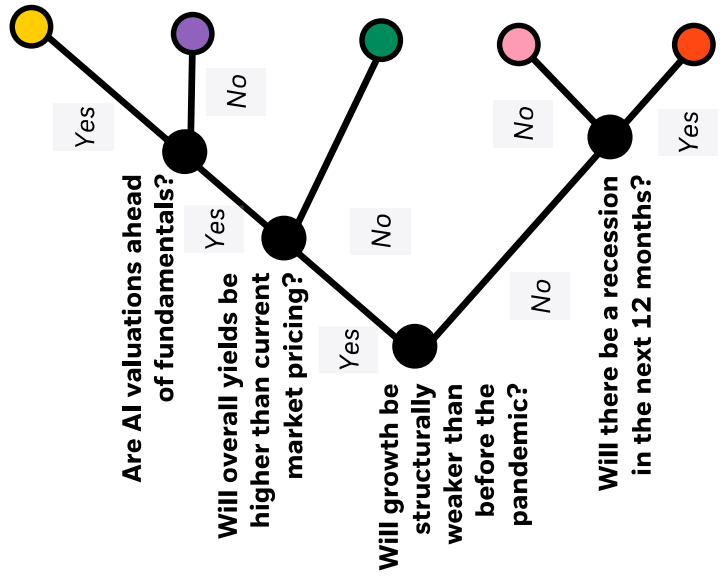 Will growth be
structurally
weaker than
before the
pandemic?
Yes
No
Will overall yields be
higher than current
market pricing?
Yes
No
Are AI valuations ahead
of fundamentals?
Yes
No
Will there be a recession
in the next 12 months?
No
Yes